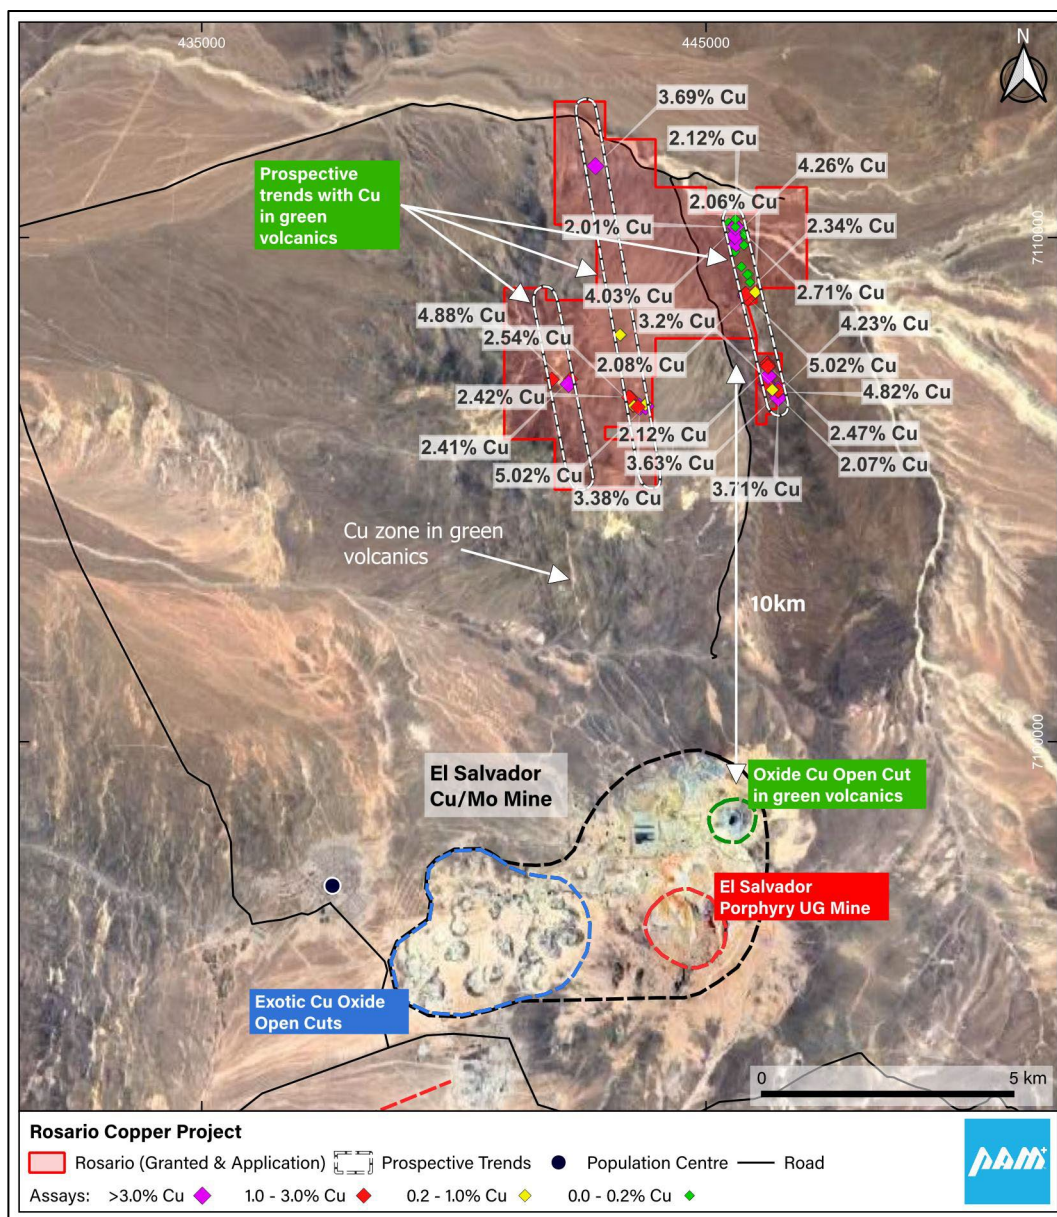 435000
445000
N
3.69% Cu
2.12% Cu
4.26% Cu
Prospective
trends with Cu
in green
volcanics
2.06% Cu
2.01% Cu
2.34% Cu
7110000
4.03% Cu
2.71% Cu
4.88% Cu
3.2% Cu
4.23% Cu
2.54% Cu
2.08% Cu
5.02% Cu
2.42% Cu
4.82% Cu
2.12% Cu
2.47% Cu
2.41% Cu
5.02% Cu
3.63% Cu
2.07% Cu
3.38% Cu
3.71% Cu
Cu zone in green
volcanics
10km
7100000
El Salvador
Cu/Mo Mine
Oxide Cu Open Cut
in green volcanics
El Salvador
Porphyry UG Mine
Exotic Cu Oxide
Open Cuts
0 5 km
Rosario Copper Project
Rosario (Granted & Application) Prospective Trends Population Centre Road
Assays: >3.0% Cu 1.0 - 3.0% Cu 0.2 - 1.0% Cu 0.0 - 0.2% Cu
PAM